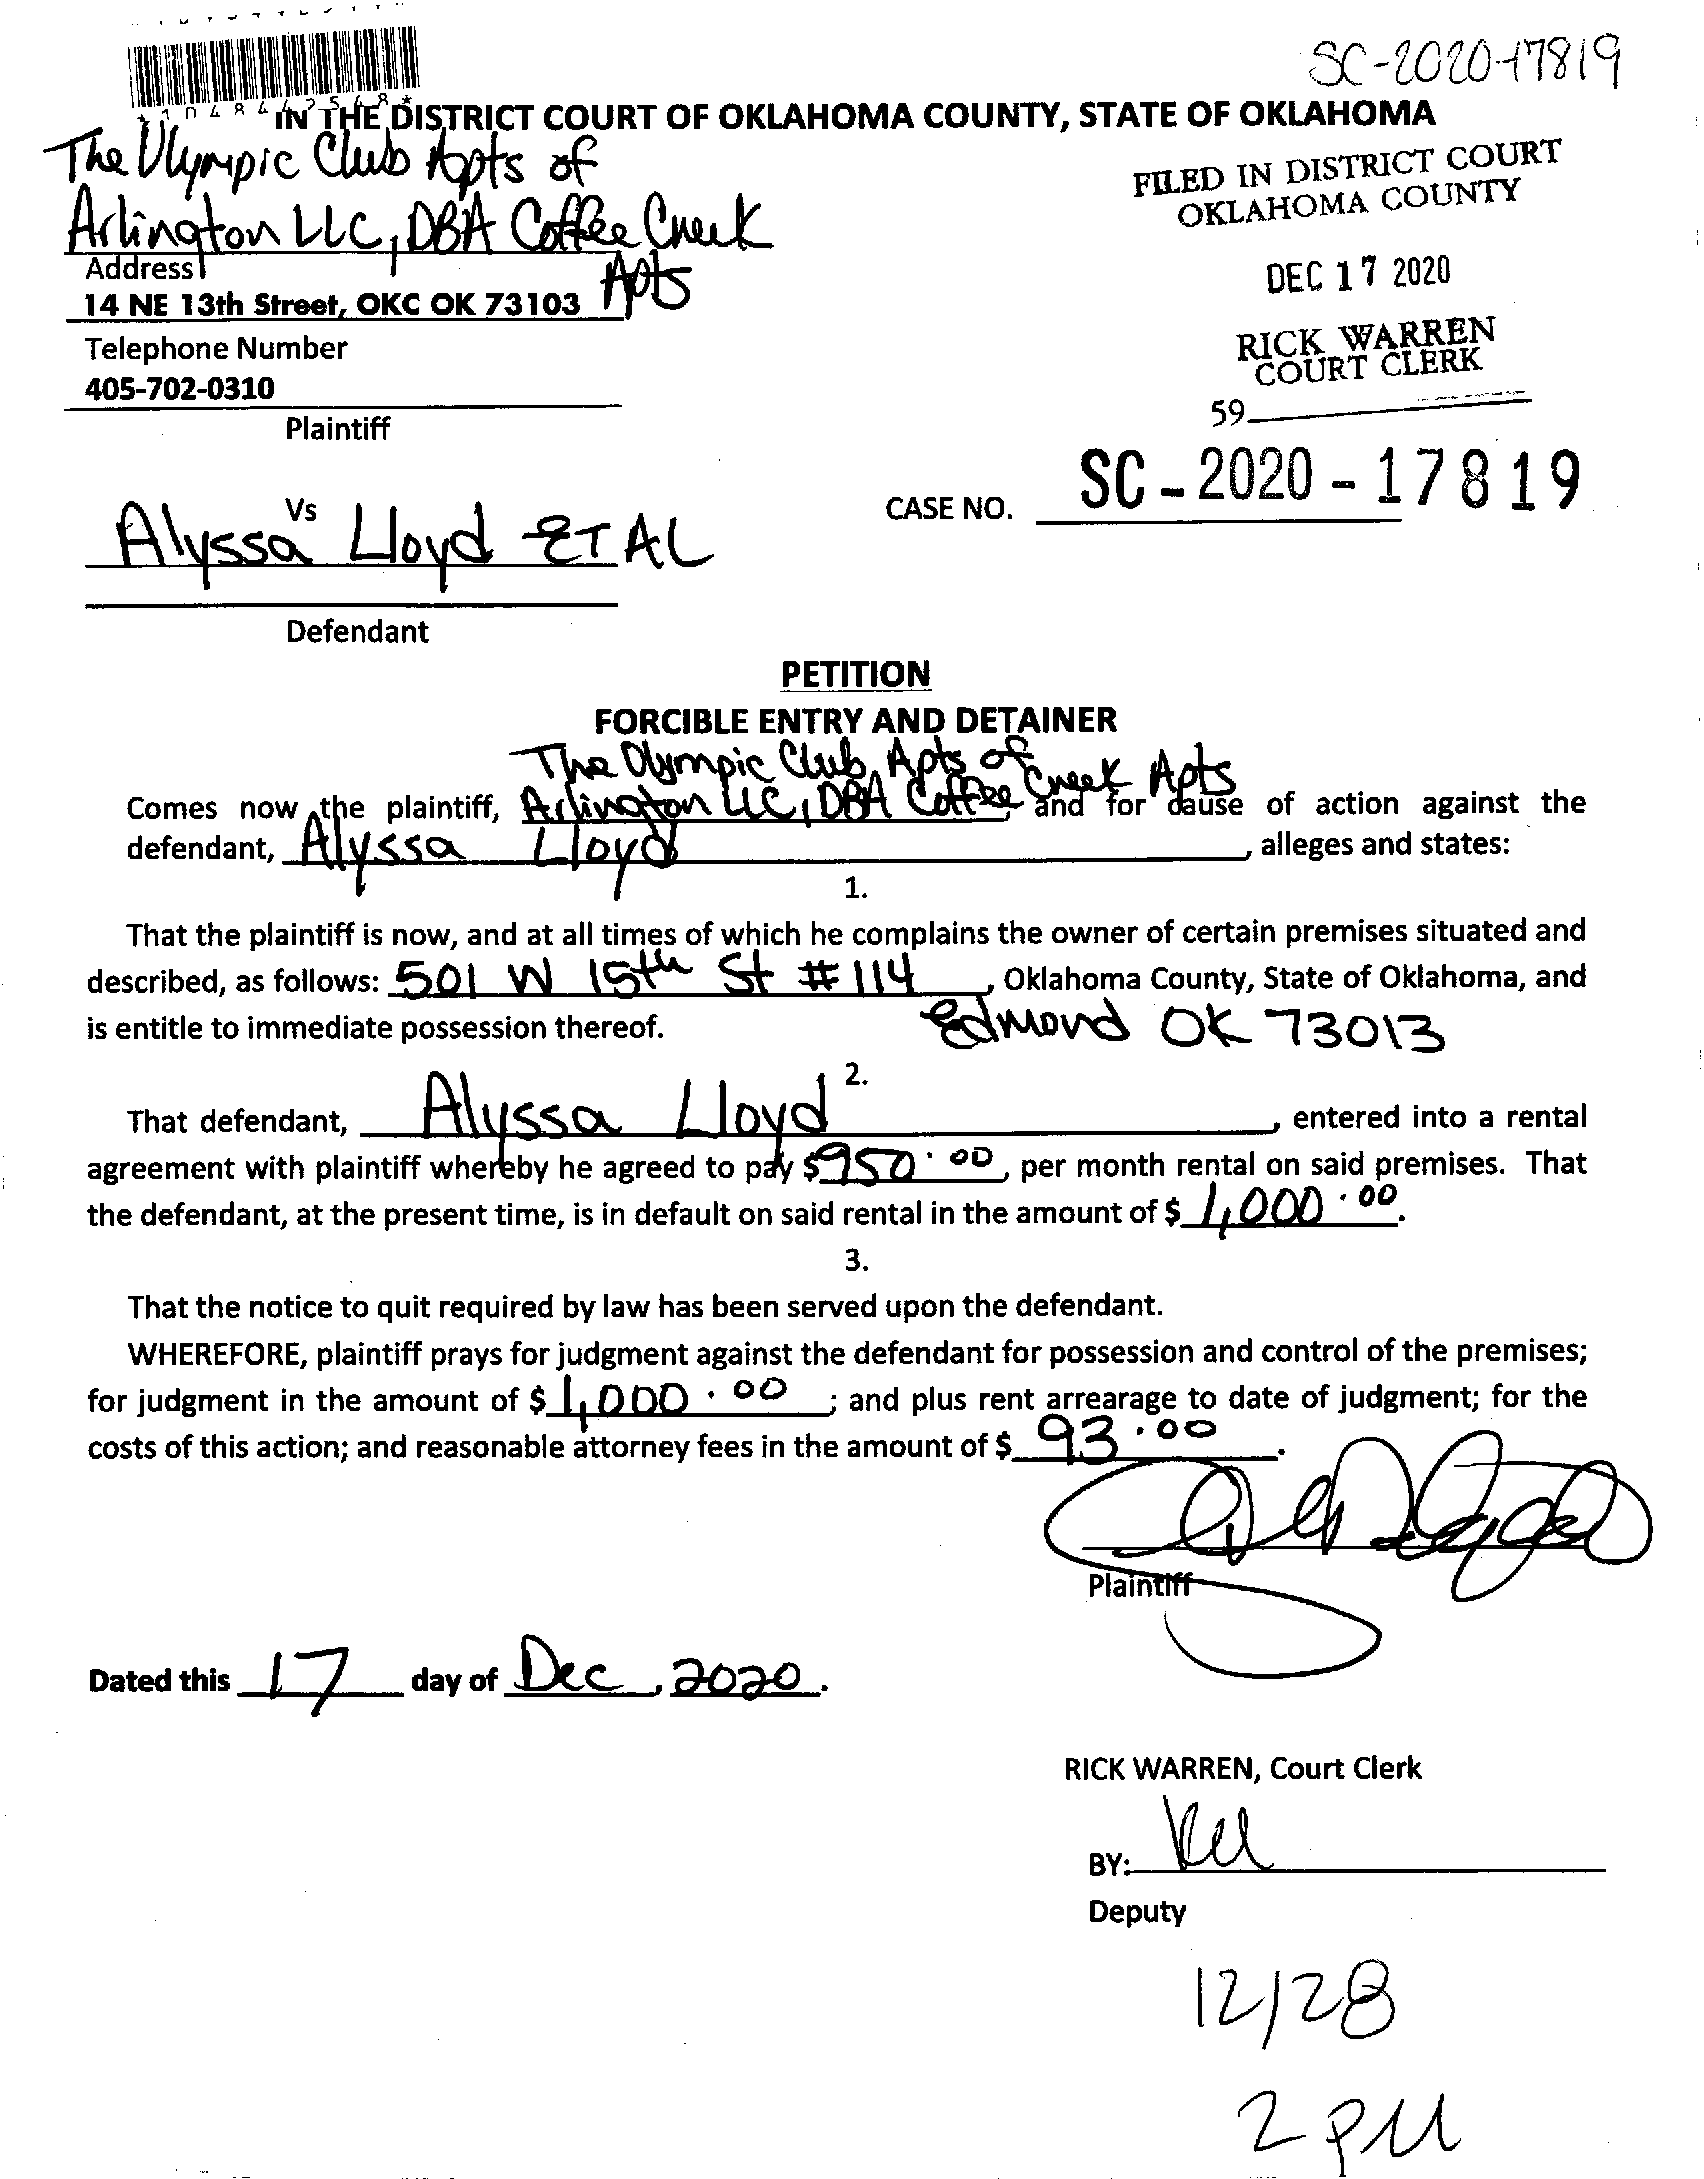 SC-2020-17819
IN THE DISTRICT COURT OF OKLAHOMA COUNTY, STATE OF OKLAHOMA
The Olympic Club Apts of
Arlington LLC, DBA Coffee Creek
Apts
Address
14 NE 13th Street, OKC OK 73103
Telephone Number
405-702-0310
Plaintiff
FILED IN DISTRICT COURT
OKLAHOMA COUNTY
DEC 17 2020
RICK WARREN
COURT CLERK
59
Vs
Alyssa Lloyd ET AL
Defendant
CASE NO. SC-2020-17819
PETITION
FORCIBLE ENTRY AND DETAINER
The Olympic Club Apts of
Comes now the plaintiff, Arlington LLC, DBA Coffee Creek Apts, and for cause of action against the
defendant, Alyssa Lloyd, alleges and states:
1.
That the plaintiff is now, and at all times of which he complains the owner of certain premises situated and
described, as follows: 501 W 15th St #114, Oklahoma County, State of Oklahoma, and
is entitle to immediate possession thereof. Edmond OK 73013
2.
That defendant, Alyssa Lloyd, entered into a rental
agreement with plaintiff whereby he agreed to pay $950.00, per month rental on said premises. That
the defendant, at the present time, is in default on said rental in the amount of $1,000.00.
3.
That the notice to quit required by law has been served upon the defendant.
WHEREFORE, plaintiff prays for judgment against the defendant for possession and control of the premises;
for judgment in the amount of $1,000.00; and plus rent arrearage to date of judgment; for the
costs of this action; and reasonable attorney fees in the amount of $93.00.
Plaintiff
Dated this 17 day of Dec, 2020.
RICK WARREN, Court Clerk
BY:
Deputy
12/28
2 PM